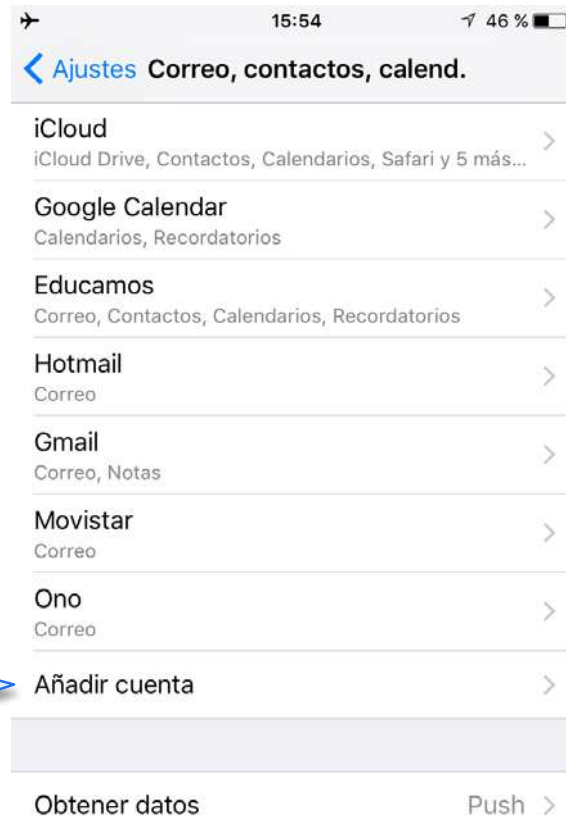 15:54
46 %
Ajustes Correo, contactos, calend.
iCloud
iCloud Drive, Contactos, Calendarios, Safari y 5 más...
Google Calendar
Calendarios, Recordatorios
Educamos
Correo, Contactos, Calendarios, Recordatorios
Hotmail
Correo
Gmail
Correo, Notas
Movistar
Correo
Ono
Correo
Añadir cuenta
Obtener datos Push